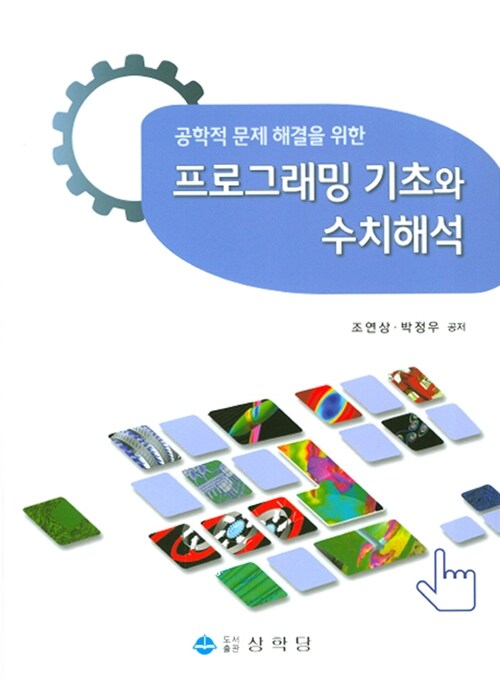 공학적 문제 해결을 위한
프로그래밍 기초와
수치해석
조연상 · 박정우 공저
도서
출판
상학당